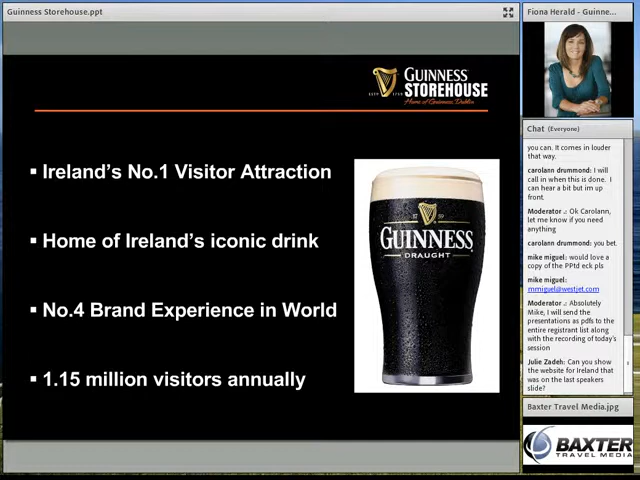 Guinness Storehouse.ppt
GUINNESS
STOREHOUSE
Home of Guinness, Dublin
Ireland's No.1 Visitor Attraction
Home of Ireland's iconic drink
No.4 Brand Experience in World
1.15 million visitors annually
17 59
GUINNESS
DRAUGHT
Fiona Herald - Guinne...
Chat (Everyone)
you can. It comes in louder
that way.
carolann drummond: I will
call in when this is done. I
can hear a bit but im up
front.
Moderator .: Ok Carolann,
let me know if you need
anything
carolann drummond: you bet.
mike miguel: would love a
copy of the PPtd eck pls
mike miguel:
mmiguel@westjet.com
Moderator .: Absolutely
Mike, I will send the
presentations as pdfs to the
entire registrant list along
with the recording of today's
session
Julie Zadeh: Can you show
the website for Ireland that
was on the last speakers
slide?
Baxter Travel Media.jpg
BAXTER
TRAVEL MEDIA